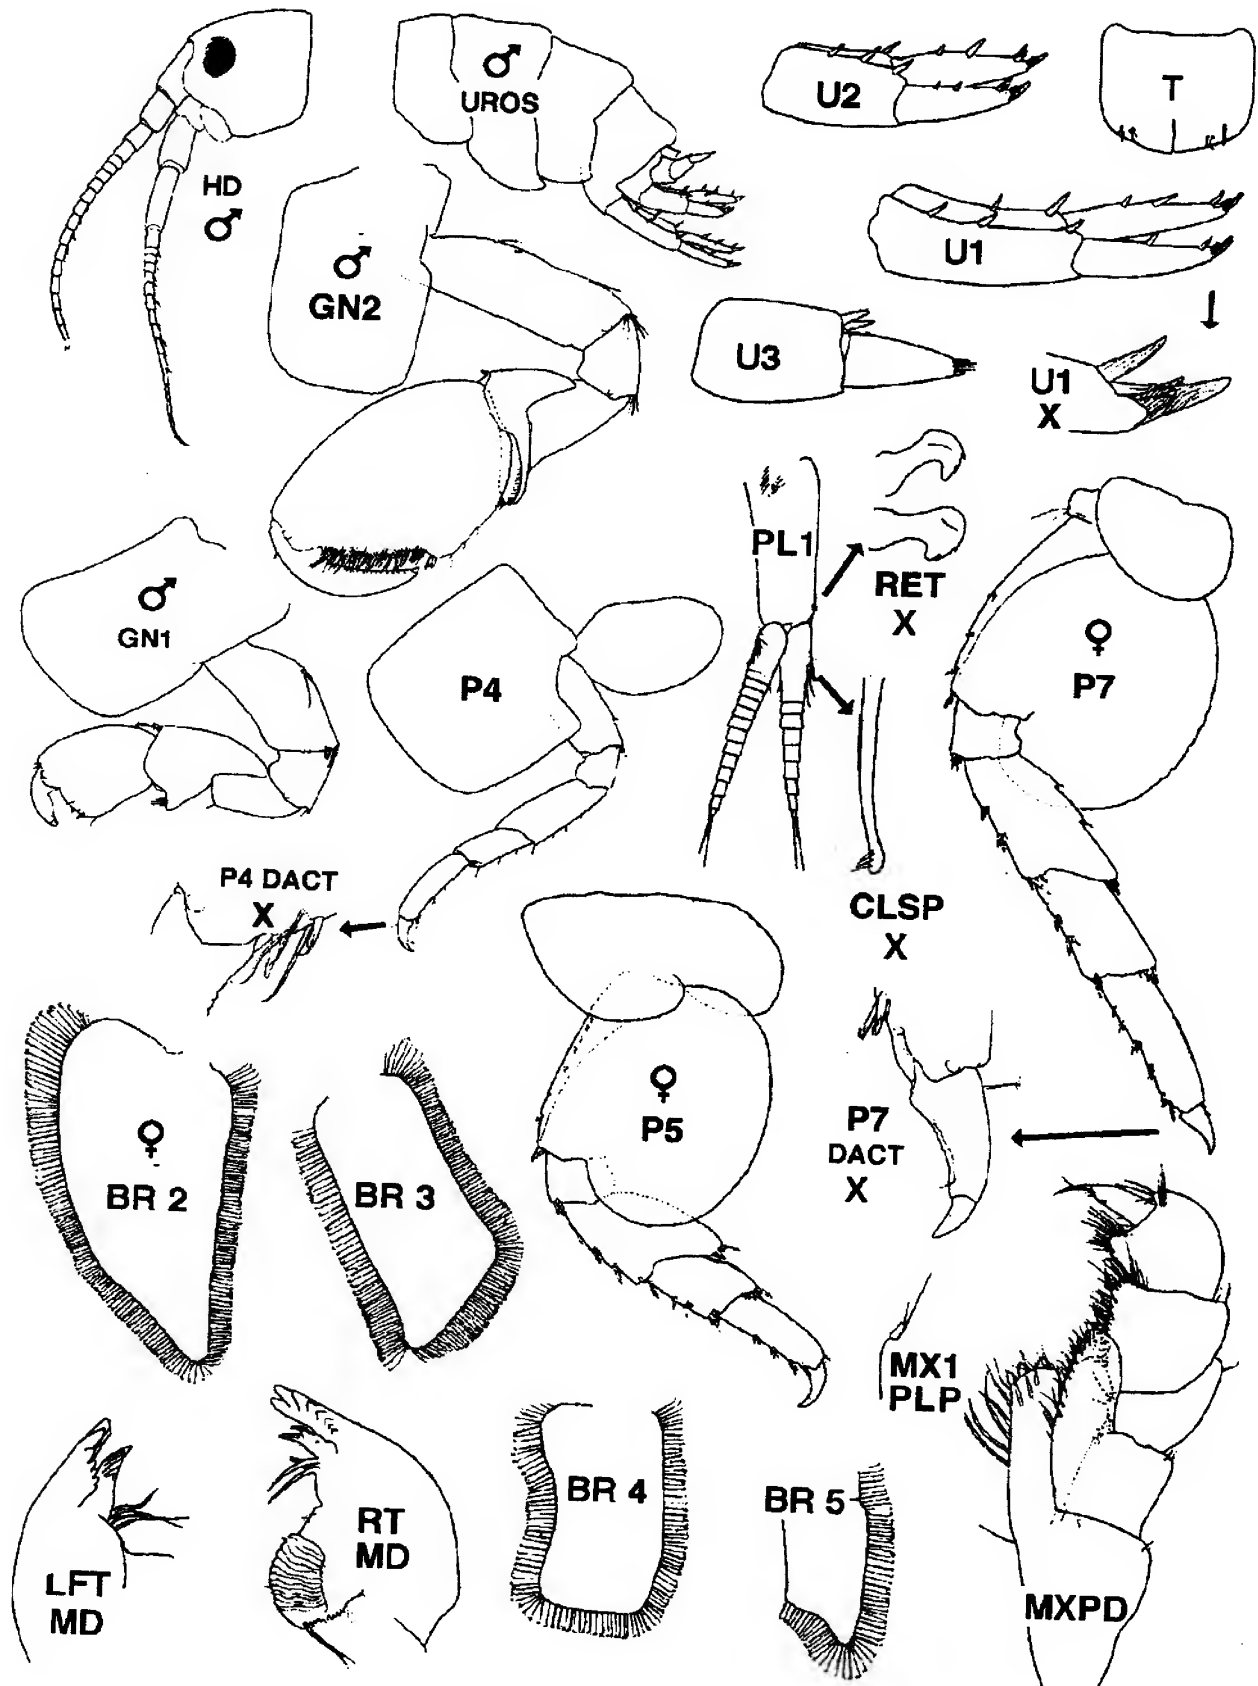 ♂
UROS
U2
T
HD
♂
♂
GN2
U1
U3
U1
X
♂
GN1
P4
PL1
RET
X
♀
P7
P4 DACT
X
CLSP
X
♀
BR 2
BR 3
♀
P5
P7
DACT
X
MX1
PLP
LFT
MD
RT
MD
BR 4
BR 5
MXPD